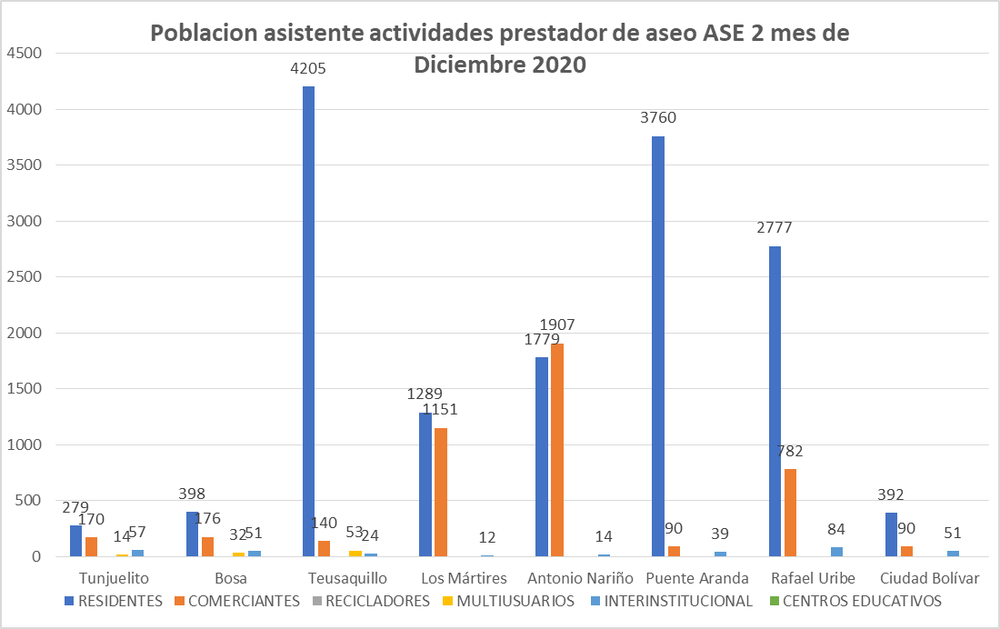 Poblacion asistente actividades prestador de aseo ASE 2 mes de
Diciembre 2020
4500
4000
3500
3000
2500
2000
1500
1000
500
0
279
170
14
57
398
176
32
51
4205
140
53
24
1289
1151
12
1779
1907
14
3760
90
39
2777
782
84
392
90
51
Tunjuelito
Bosa
Teusaquillo
Los Mártires
Antonio Nariño
Puente Aranda
Rafael Uribe
Ciudad Bolívar
RESIDENTES
COMERCIANTES
RECICLADORES
MULTIUSUARIOS
INTERINSTITUCIONAL
CENTROS EDUCATIVOS